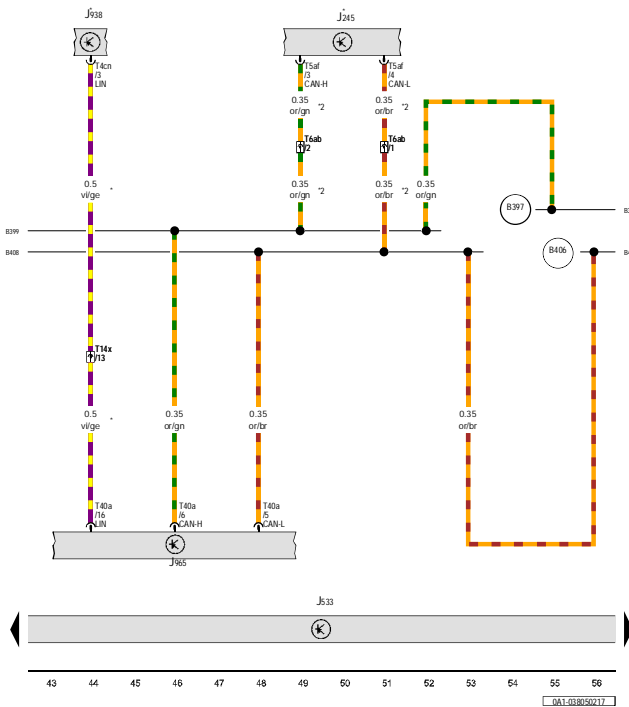 J938
*
J245
*
T4cn
/3
LIN
T5af
/3
CAN-H
T5af
/4
CAN-L
0.35
or/gn
*2
0.35
or/br
*2
T6ab
/2
T6ab
/1
0.5
vi/ge
*
0.35
or/gn
*2
0.35
or/br
*2
0.35
or/gn
B397
B399
B408
B406
T14x
/13
0.5
vi/ge
*
0.35
or/gn
0.35
or/br
0.35
or/br
T40a
/16
LIN
T40a
/6
CAN-H
T40a
/5
CAN-L
J965
J533
43 44 45 46 47 48 49 50 51 52 53 54 55 56
0A1-038050217